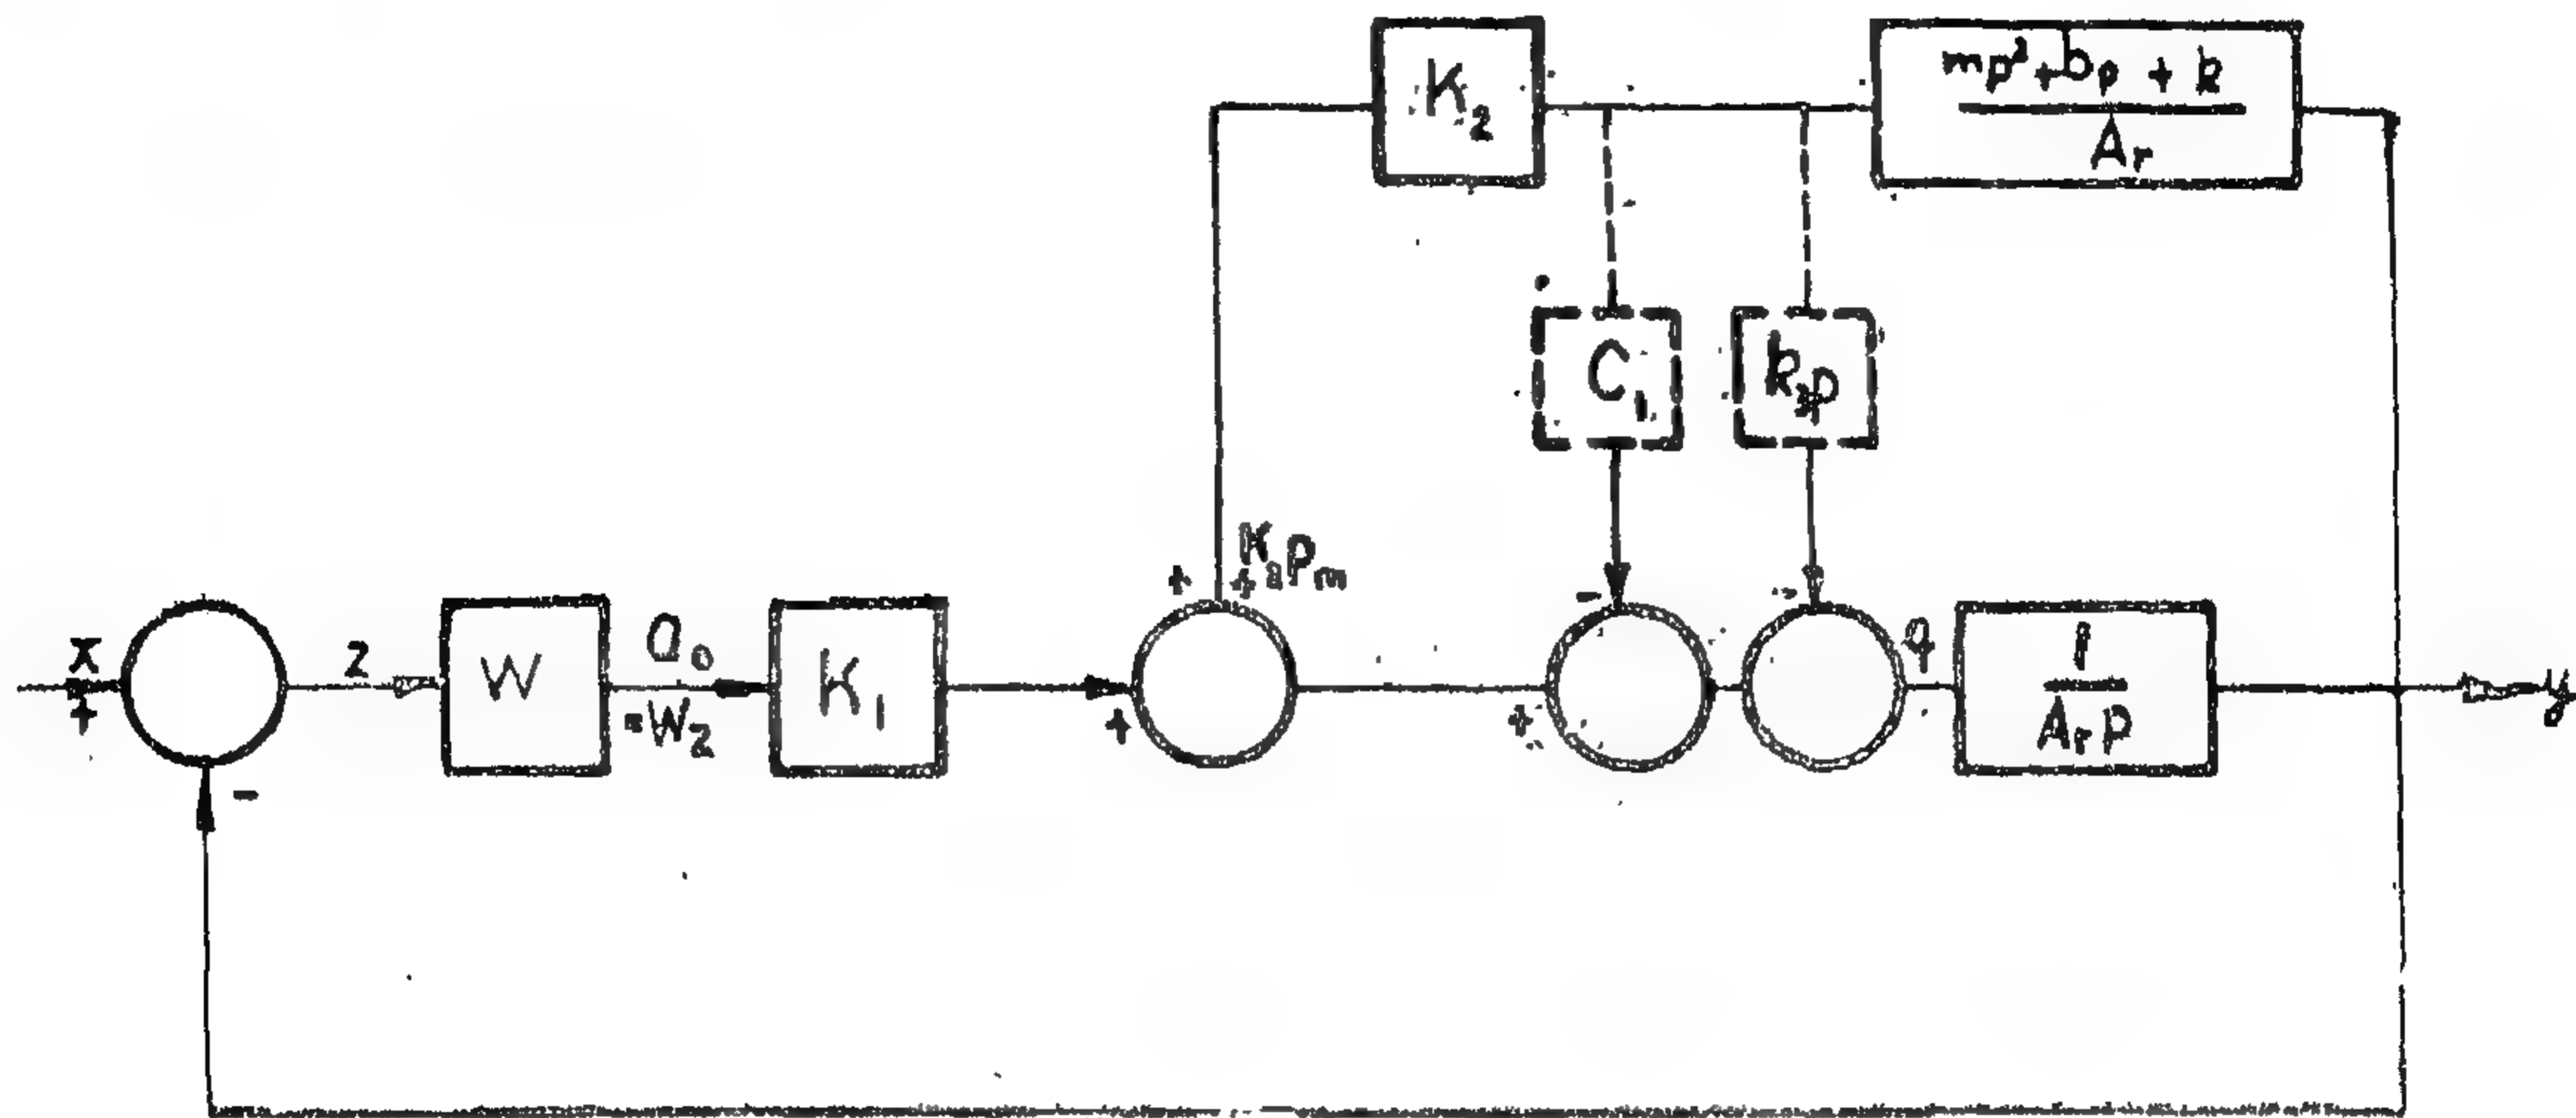 K₂
mp² + bp + k
Aᵣ
C₁
k₃p
K₂pₘ
+ +
x
+
-
z
W
Q₀
=Wz
K₁
+
-
+
-
q
1
Aᵣp
y